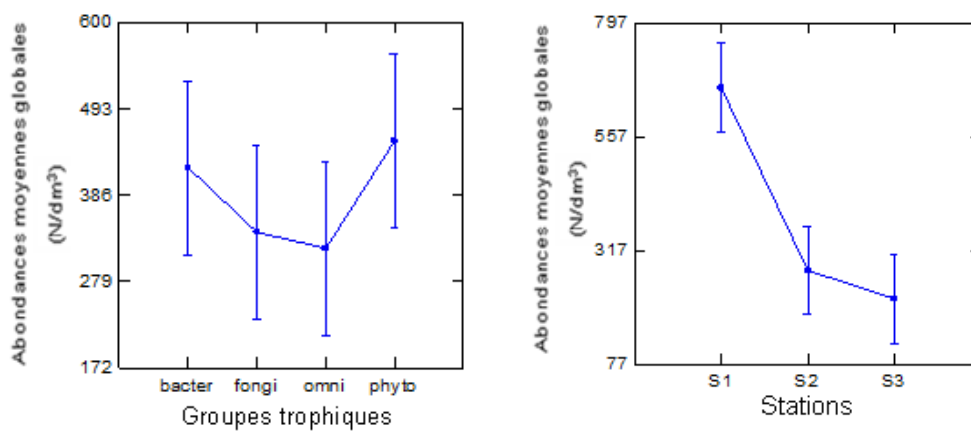 Abondances moyennes globales
(N/dm³)
600
493
386
279
172
bacter fongi omni phyto
Groupes trophiques
Abondances moyennes globales
(N/dm³)
797
557
317
77
S1 S2 S3
Stations